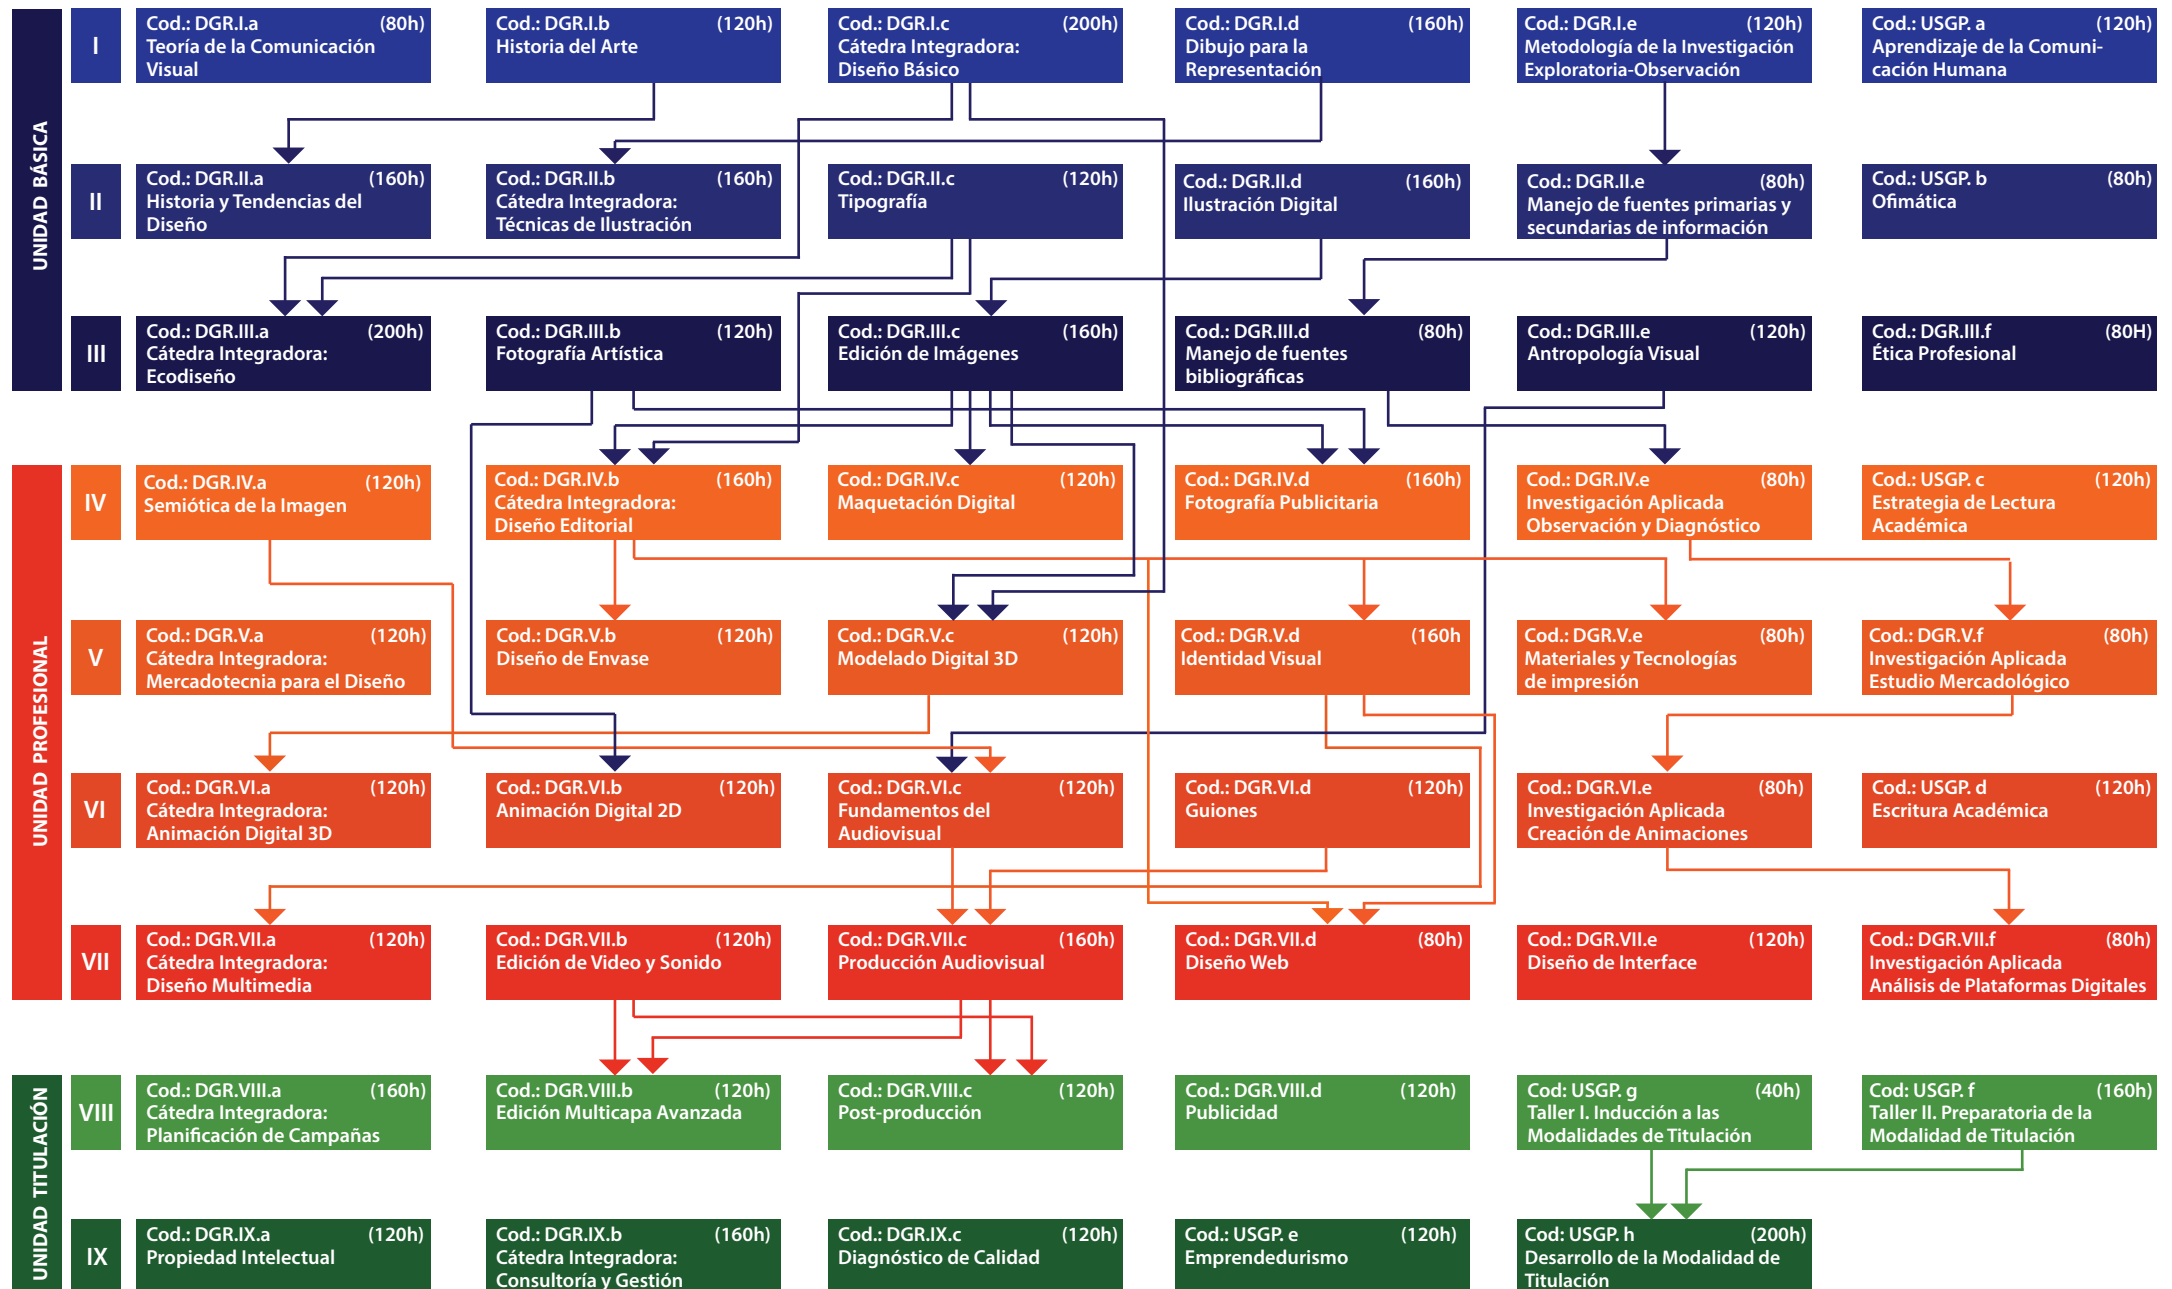 UNIDAD BÁSICA
I
Cod.: DGR.I.a (80h)
Teoría de la Comunicación
Visual
Cod.: DGR.I.b (120h)
Historia del Arte
Cod.: DGR.I.c (200h)
Cátedra Integradora:
Diseño Básico
Cod.: DGR.I.d (160h)
Dibujo para la
Representación
Cod.: DGR.I.e (120h)
Metodología de la Investigación
Exploratoria-Observación
Cod.: USGP. a (120h)
Aprendizaje de la Comuni-
cación Humana
II
Cod.: DGR.II.a (160h)
Historia y Tendencias del
Diseño
Cod.: DGR.II.b (160h)
Cátedra Integradora:
Técnicas de Ilustración
Cod.: DGR.II.c (120h)
Tipografía
Cod.: DGR.II.d (160h)
Ilustración Digital
Cod.: DGR.II.e (80h)
Manejo de fuentes primarias y
secundarias de información
Cod.: USGP. b (80h)
Ofimática
III
Cod.: DGR.III.a (200h)
Cátedra Integradora:
Ecodiseño
Cod.: DGR.III.b (120h)
Fotografía Artística
Cod.: DGR.III.c (160h)
Edición de Imágenes
Cod.: DGR.III.d (80h)
Manejo de fuentes
bibliográficas
Cod.: DGR.III.e (120h)
Antropología Visual
Cod.: DGR.III.f (80H)
Ética Profesional
UNIDAD PROFESIONAL
IV
Cod.: DGR.IV.a (120h)
Semiótica de la Imagen
Cod.: DGR.IV.b (160h)
Cátedra Integradora:
Diseño Editorial
Cod.: DGR.IV.c (120h)
Maquetación Digital
Cod.: DGR.IV.d (160h)
Fotografía Publicitaria
Cod.: DGR.IV.e (80h)
Investigación Aplicada
Observación y Diagnóstico
Cod.: USGP. c (120h)
Estrategia de Lectura
Académica
V
Cod.: DGR.V.a (120h)
Cátedra Integradora:
Mercadotecnia para el Diseño
Cod.: DGR.V.b (120h)
Diseño de Envase
Cod.: DGR.V.c (120h)
Modelado Digital 3D
Cod.: DGR.V.d (160h
Identidad Visual
Cod.: DGR.V.e (80h)
Materiales y Tecnologías
de impresión
Cod.: DGR.V.f (80h)
Investigación Aplicada
Estudio Mercadológico
VI
Cod.: DGR.VI.a (120h)
Cátedra Integradora:
Animación Digital 3D
Cod.: DGR.VI.b (120h)
Animación Digital 2D
Cod.: DGR.VI.c (120h)
Fundamentos del
Audiovisual
Cod.: DGR.VI.d (120h)
Guiones
Cod.: DGR.VI.e (80h)
Investigación Aplicada
Creación de Animaciones
Cod.: USGP. d (120h)
Escritura Académica
VII
Cod.: DGR.VII.a (120h)
Cátedra Integradora:
Diseño Multimedia
Cod.: DGR.VII.b (120h)
Edición de Video y Sonido
Cod.: DGR.VII.c (160h)
Producción Audiovisual
Cod.: DGR.VII.d (80h)
Diseño Web
Cod.: DGR.VII.e (120h)
Diseño de Interface
Cod.: DGR.VII.f (80h)
Investigación Aplicada
Análisis de Plataformas Digitales
UNIDAD TITULACIÓN
VIII
Cod.: DGR.VIII.a (160h)
Cátedra Integradora:
Planificación de Campañas
Cod.: DGR.VIII.b (120h)
Edición Multicapa Avanzada
Cod.: DGR.VIII.c (120h)
Post-producción
Cod.: DGR.VIII.d (120h)
Publicidad
Cod: USGP. g (40h)
Taller I. Inducción a las
Modalidades de Titulación
Cod: USGP. f (160h)
Taller II. Preparatoria de la
Modalidad de Titulación
IX
Cod.: DGR.IX.a (120h)
Propiedad Intelectual
Cod.: DGR.IX.b (160h)
Cátedra Integradora:
Consultoría y Gestión
Cod.: DGR.IX.c (120h)
Diagnóstico de Calidad
Cod.: USGP. e (120h)
Emprendedurismo
Cod: USGP. h (200h)
Desarrollo de la Modalidad de
Titulación